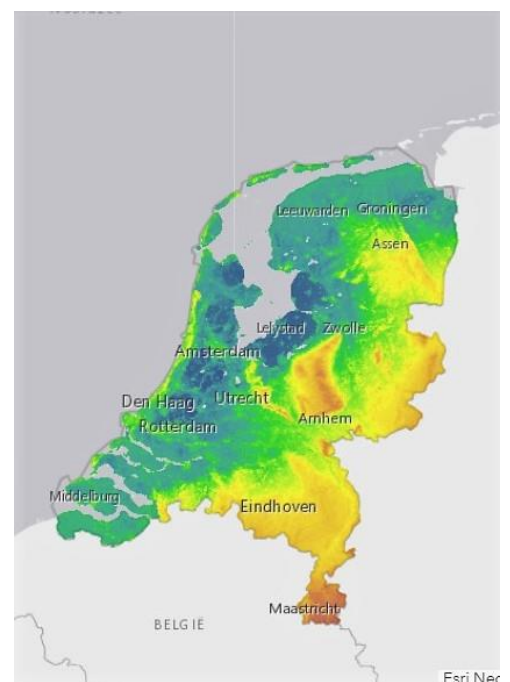 Leeuwarden
Groningen
Assen
Lelystad
Zwolle
Amsterdam
Den Haag
Utrecht
Rotterdam
Arnhem
Middelburg
Eindhoven
Maastricht
BELGIË
Esri Ned